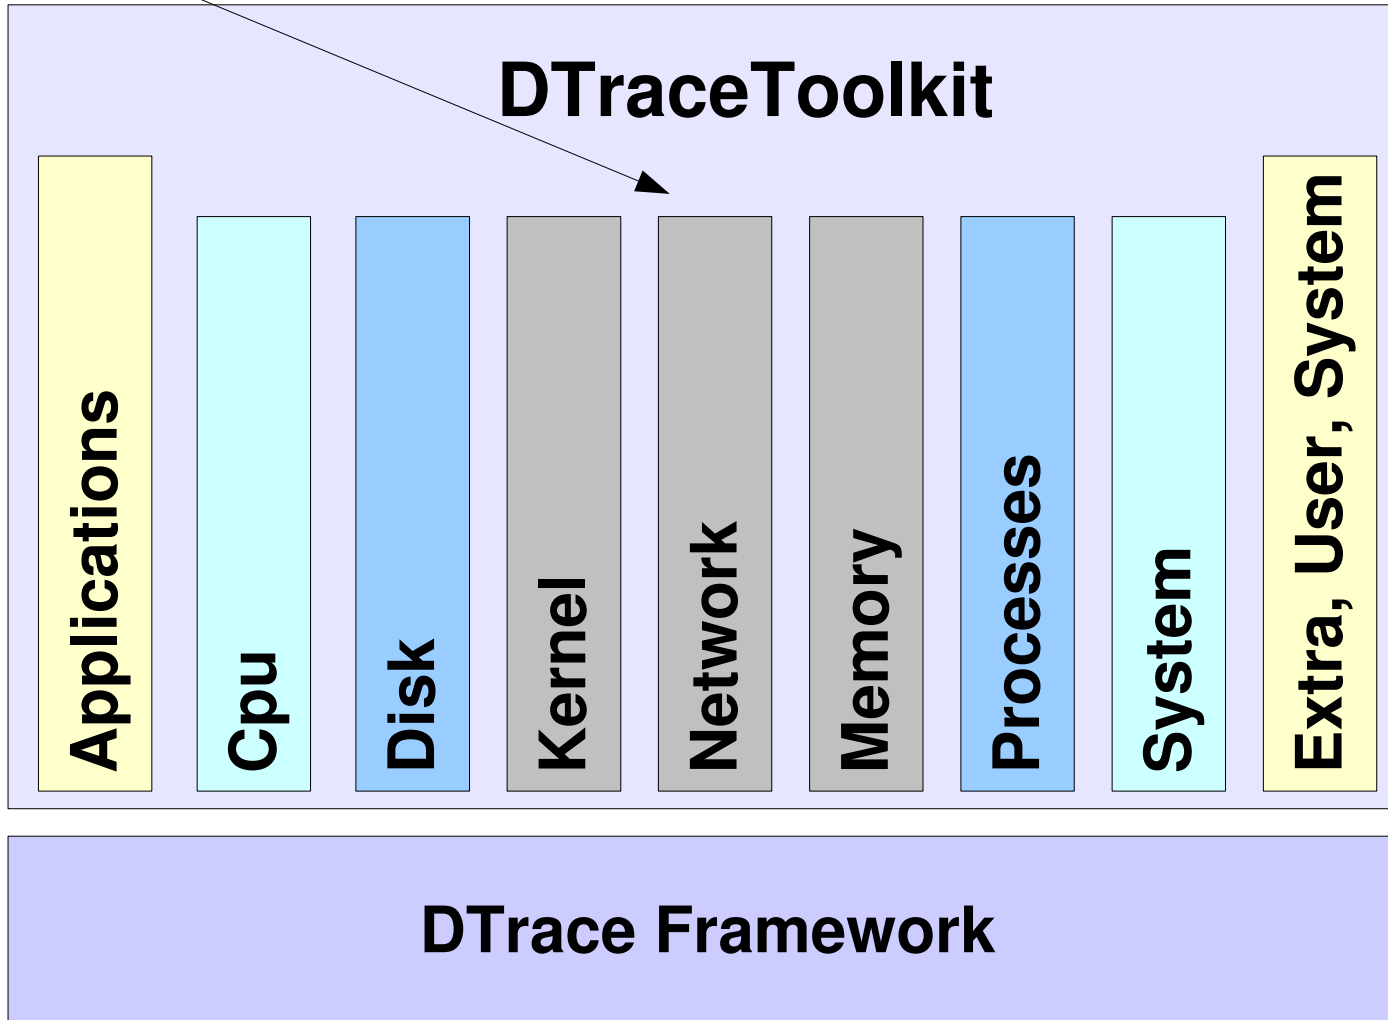 DTraceToolkit
Applications
Cpu
Disk
Kernel
Network
Memory
Processes
System
Extra, User, System
DTrace Framework